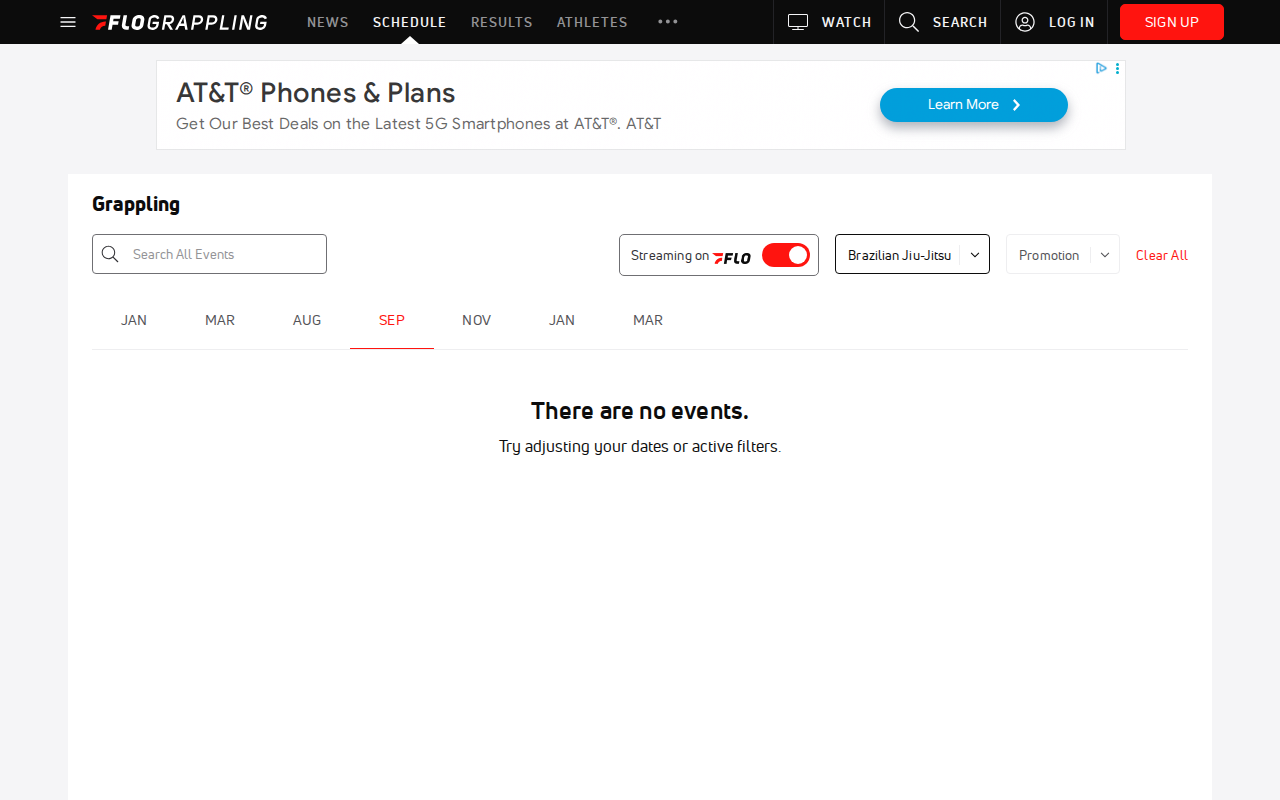 FLOGRAPPLING NEWS SCHEDULE RESULTS ATHLETES WATCH SEARCH LOG IN SIGN UP
AT&T® Phones & Plans
Get Our Best Deals on the Latest 5G Smartphones at AT&T®. AT&T
Learn More
Grappling
Search All Events
Streaming on FLO
Brazilian Jiu-Jitsu
Promotion
Clear All
JAN MAR AUG SEP NOV JAN MAR
There are no events.
Try adjusting your dates or active filters.